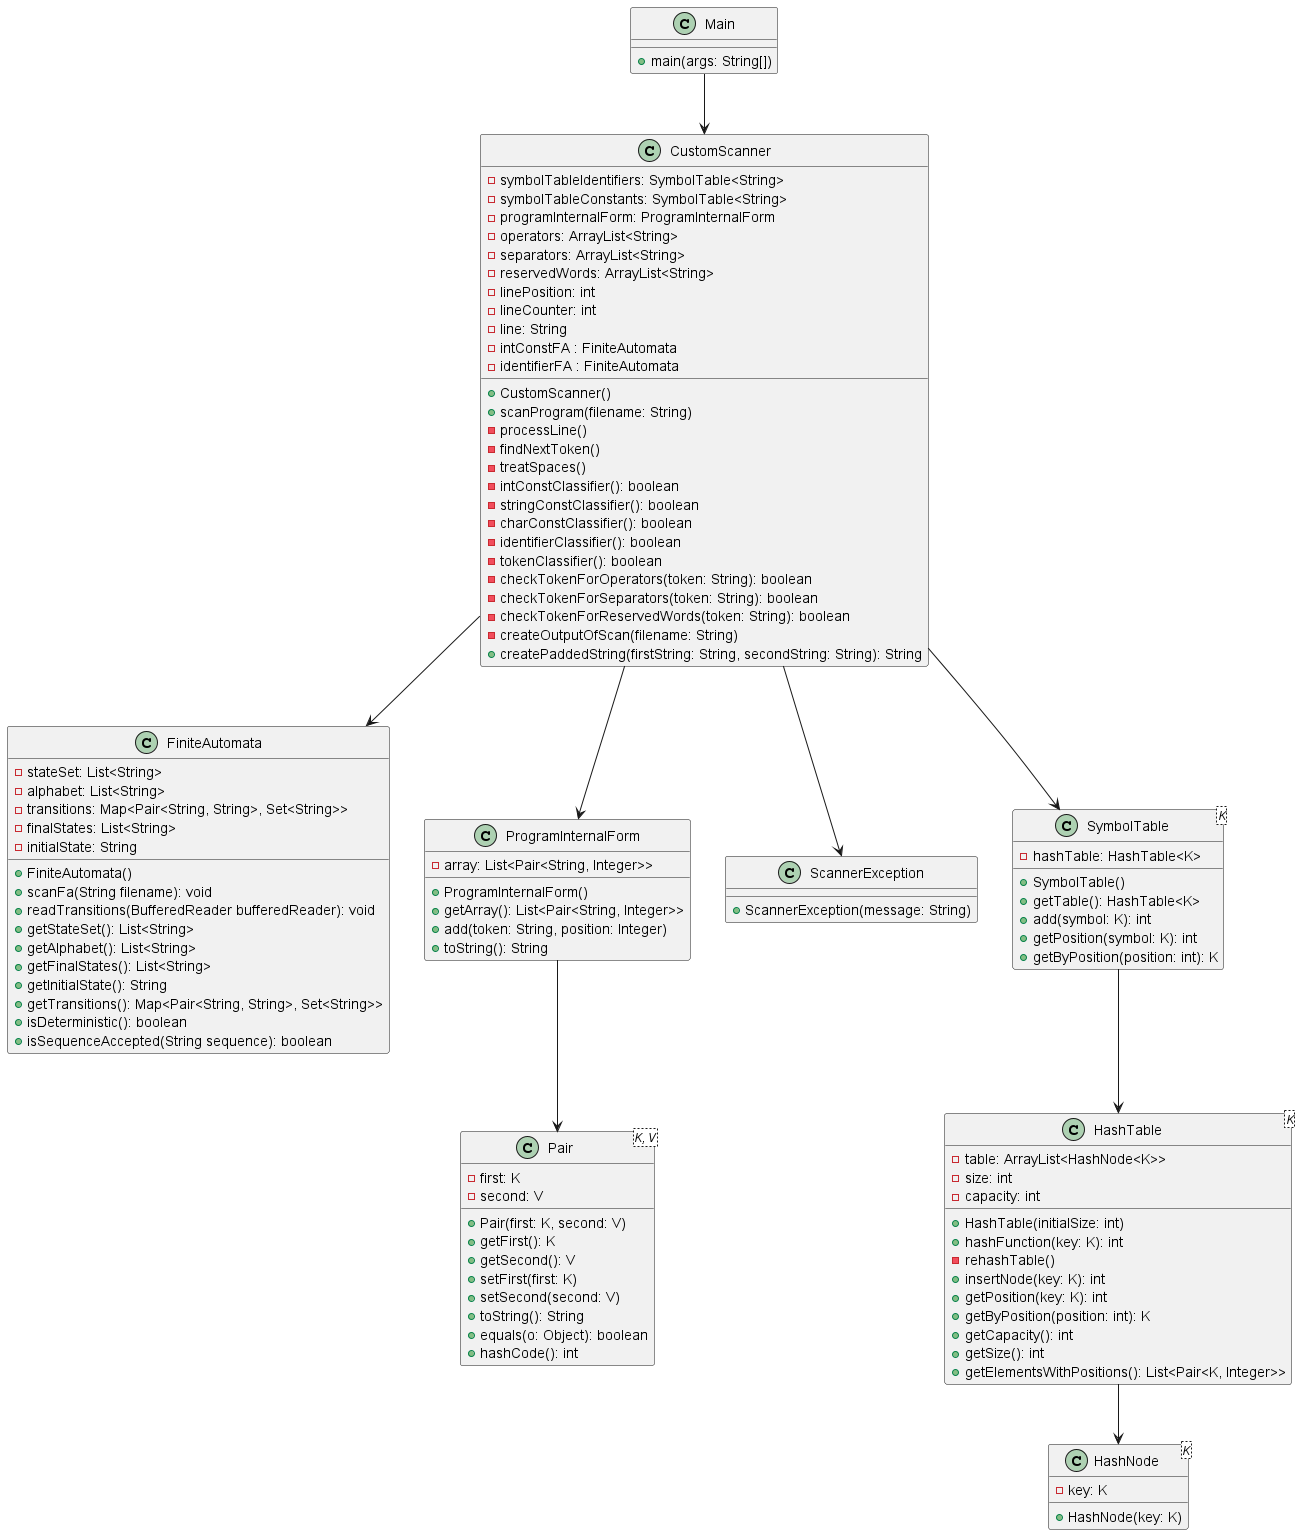 C Main
main(args: String[])
C CustomScanner
symbolTableIdentifiers: SymbolTable<String>
symbolTableConstants: SymbolTable<String>
programInternalForm: ProgramInternalForm
operators: ArrayList<String>
separators: ArrayList<String>
reservedWords: ArrayList<String>
linePosition: int
lineCounter: int
line: String
intConstFA : FiniteAutomata
identifierFA : FiniteAutomata
CustomScanner()
scanProgram(filename: String)
processLine()
findNextToken()
treatSpaces()
intConstClassifier(): boolean
stringConstClassifier(): boolean
charConstClassifier(): boolean
identifierClassifier(): boolean
tokenClassifier(): boolean
checkTokenForOperators(token: String): boolean
checkTokenForSeparators(token: String): boolean
checkTokenForReservedWords(token: String): boolean
createOutputOfScan(filename: String)
createPaddedString(firstString: String, secondString: String): String
C FiniteAutomata
stateSet: List<String>
alphabet: List<String>
transitions: Map<Pair<String, String>, Set<String>>
finalStates: List<String>
initialState: String
FiniteAutomata()
scanFa(String filename): void
readTransitions(BufferedReader bufferedReader): void
getStateSet(): List<String>
getAlphabet(): List<String>
getFinalStates(): List<String>
getInitialState(): String
getTransitions(): Map<Pair<String, String>, Set<String>>
isDeterministic(): boolean
isSequenceAccepted(String sequence): boolean
C ProgramInternalForm
array: List<Pair<String, Integer>>
ProgramInternalForm()
getArray(): List<Pair<String, Integer>>
add(token: String, position: Integer)
toString(): String
C ScannerException
ScannerException(message: String)
C SymbolTable K
hashTable: HashTable<K>
SymbolTable()
getTable(): HashTable<K>
add(symbol: K): int
getPosition(symbol: K): int
getByPosition(position: int): K
C Pair K, V
first: K
second: V
Pair(first: K, second: V)
getFirst(): K
getSecond(): V
setFirst(first: K)
setSecond(second: V)
toString(): String
equals(o: Object): boolean
hashCode(): int
C HashTable K
table: ArrayList<HashNode<K>>
size: int
capacity: int
HashTable(initialSize: int)
hashFunction(key: K): int
rehashTable()
insertNode(key: K): int
getPosition(key: K): int
getByPosition(position: int): K
getCapacity(): int
getSize(): int
getElementsWithPositions(): List<Pair<K, Integer>>
C HashNode K
key: K
HashNode(key: K)